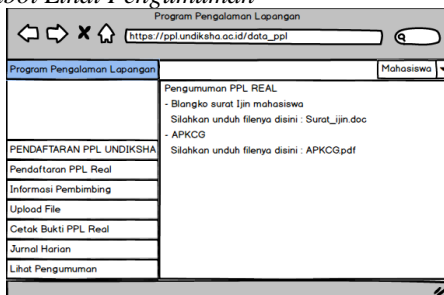 Program Pengalaman Lapangan
https://ppl.undiksha.ac.id/data_ppl
Program Pengalaman Lapangan
Mahasiswa
Pengumuman PPL REAL
- Blangko surat Ijin mahasiswa
Silahkan unduh filenya disini : Surat_ijin.doc
- APKCG
Silahkan unduh filenya disini : APKCG.pdf
PENDAFTARAN PPL UNDIKSHA
Pendaftaran PPL Real
Informasi Pembimbing
Upload File
Cetak Bukti PPL Real
Jurnal Harian
Lihat Pengumuman